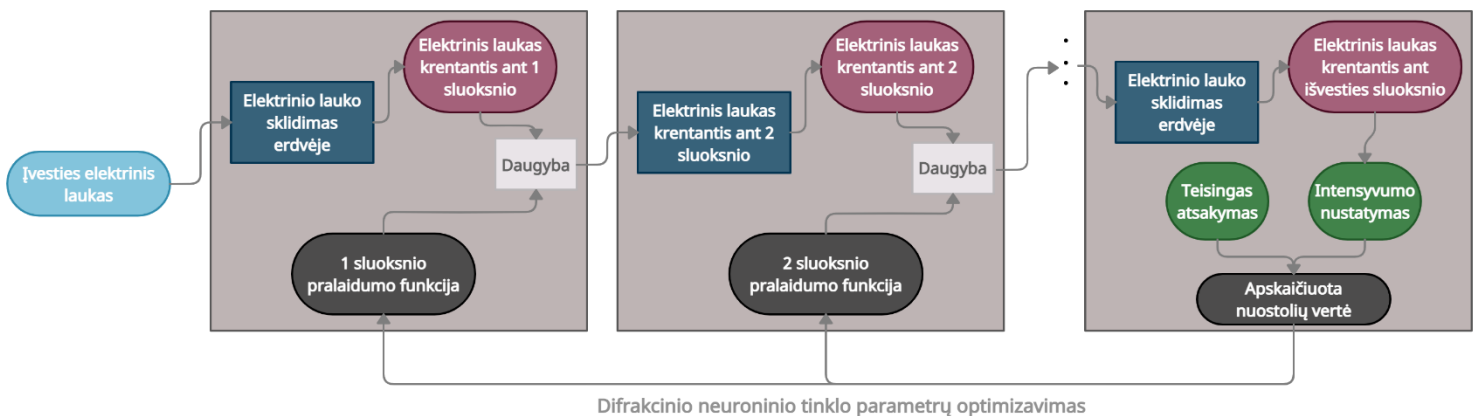 Įvesties elektrinis
laukas
Elektrinio lauko
sklidimas
erdvėje
Elektrinis laukas
krentantis ant 1
sluoksnio
Daugyba
1 sluoksnio
pralaidumo funkcija
Elektrinis laukas
krentantis ant 2
sluoksnio
Elektrinis laukas
krentantis ant 2
sluoksnio
Daugyba
2 sluoksnio
pralaidumo funkcija
Elektrinio lauko
sklidimas
erdvėje
Elektrinis laukas
krentantis ant
išvesties sluoksnio
Teisingas
atsakymas
Intensyvumo
nustatymas
Apskaičiuota
nuostolių vertė
Difrakcinio neuroninio tinklo parametrų optimizavimas